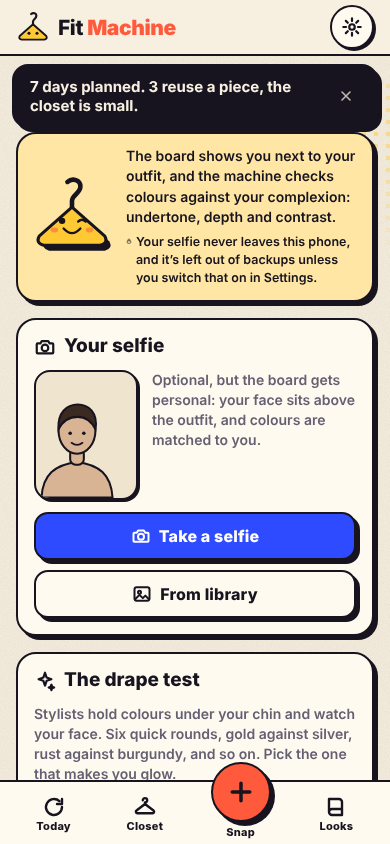 Fit Machine
7 days planned. 3 reuse a piece, the
closet is small.
The board shows you next to your
outfit, and the machine checks
colours against your complexion:
undertone, depth and contrast.
Your selfie never leaves this phone,
and it’s left out of backups unless
you switch that on in Settings.
Your selfie
Optional, but the board gets
personal: your face sits above
the outfit, and colours are
matched to you.
Take a selfie
From library
The drape test
Stylists hold colours under your chin and watch
your face. Six quick rounds, gold against silver,
rust against burgundy, and so on. Pick the one
that makes you glow.
Today
Closet
Snap
Looks